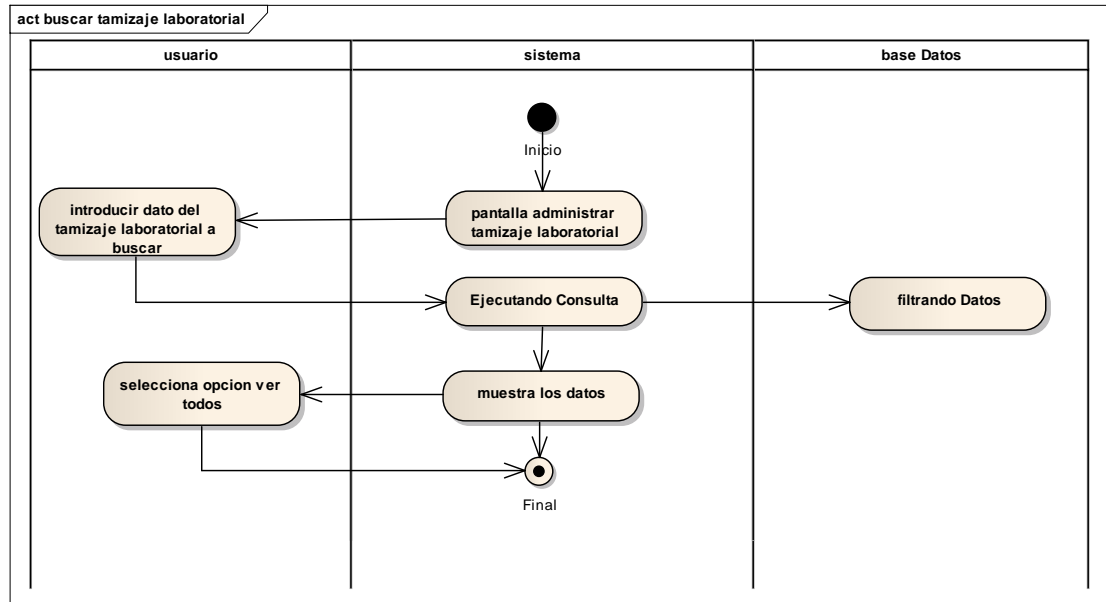 act buscar tamizaje laboratorial
usuario
sistema
base Datos
Inicio
introducir dato del
tamizaje laboratorial a
buscar
pantalla administrar
tamizaje laboratorial
Ejecutando Consulta
filtrando Datos
selecciona opcion ver
todos
muestra los datos
Final